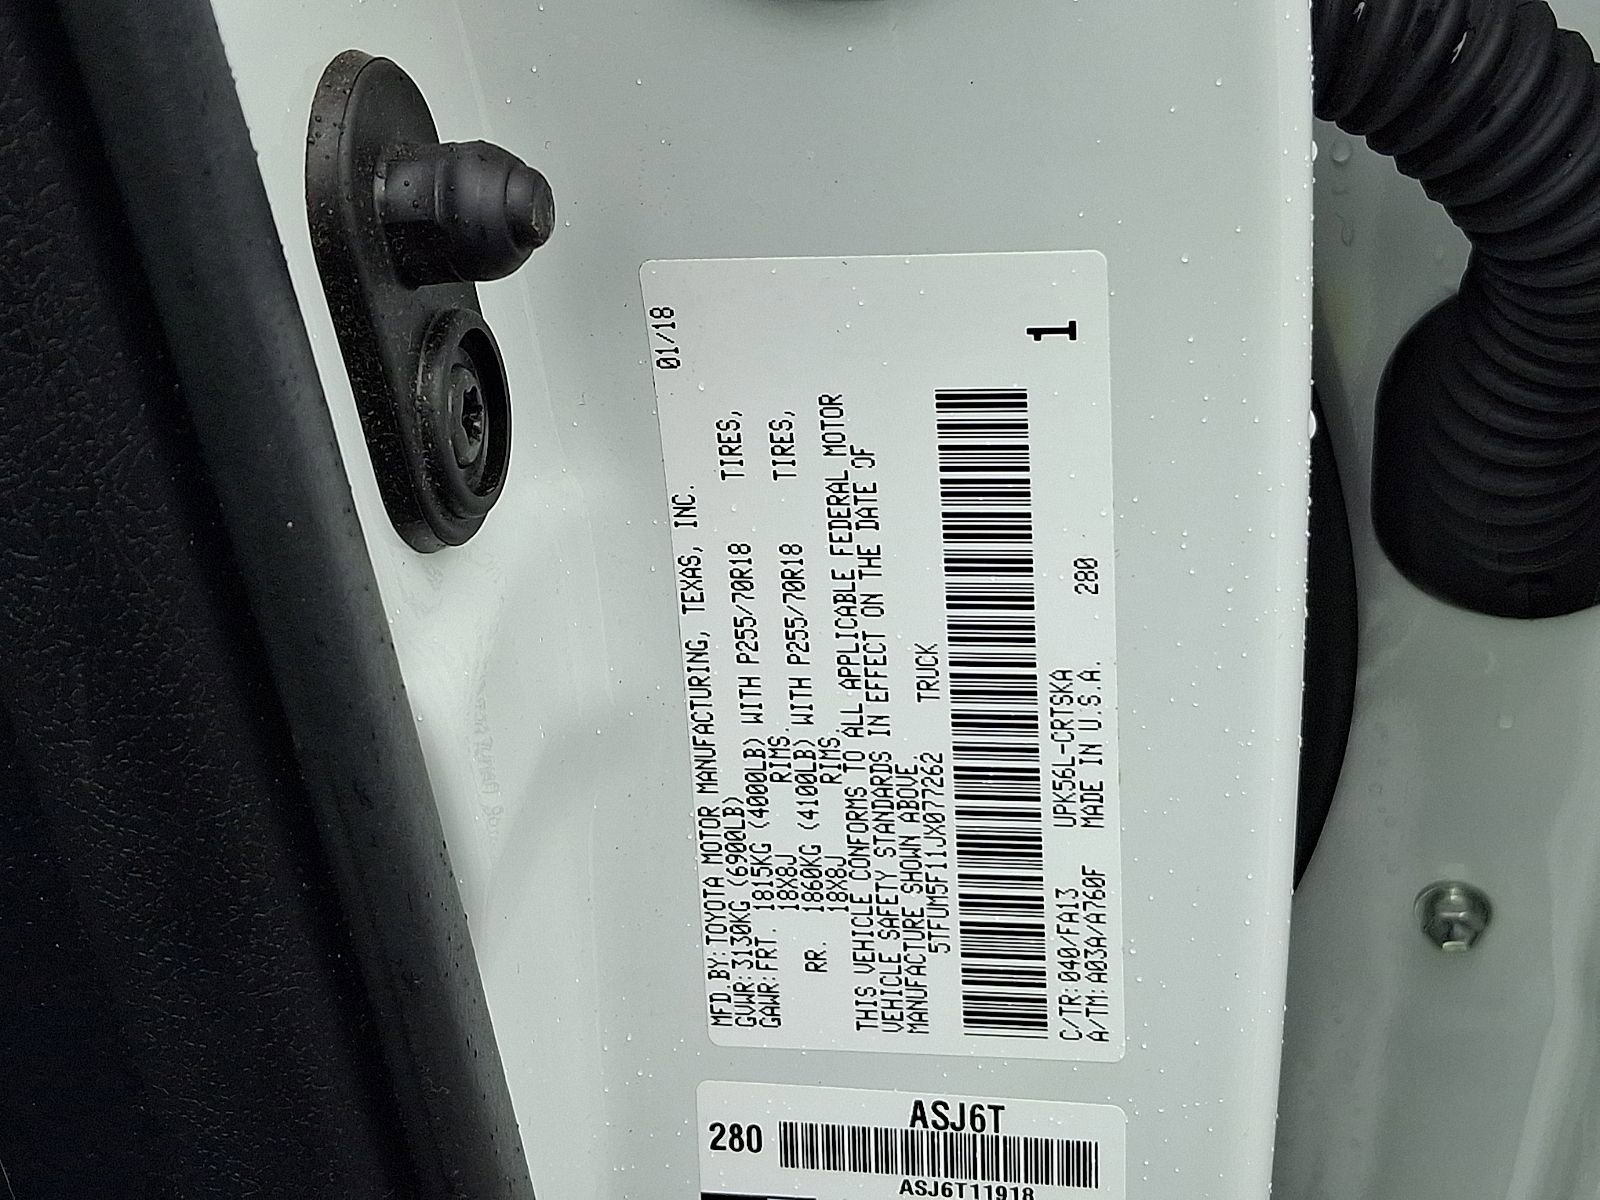 01/18
MFD.BY:TOYOTA MOTOR MANUFACTURING, TEXAS, INC.
GVWR:3130KG (6900LB)
GAWR:FRT. 1815KG (4000LB) WITH P255/70R18 TIRES,
18X8J RIMS,
RR. 1860KG (4100LB) WITH P255/70R18 TIRES,
18X8J RIMS,
THIS VEHICLE CONFORMS TO ALL APPLICABLE FEDERAL MOTOR
VEHICLE SAFETY STANDARDS IN EFFECT ON THE DATE OF
MANUFACTURE SHOWN ABOVE.
5TFUM5F11JX077262 TRUCK
1
C/TR:040/FA13 UPK56L-CRTSKA 280
A/TM:A03A/A760F MADE IN U.S.A.
280 ASJ6T
ASJ6T11918